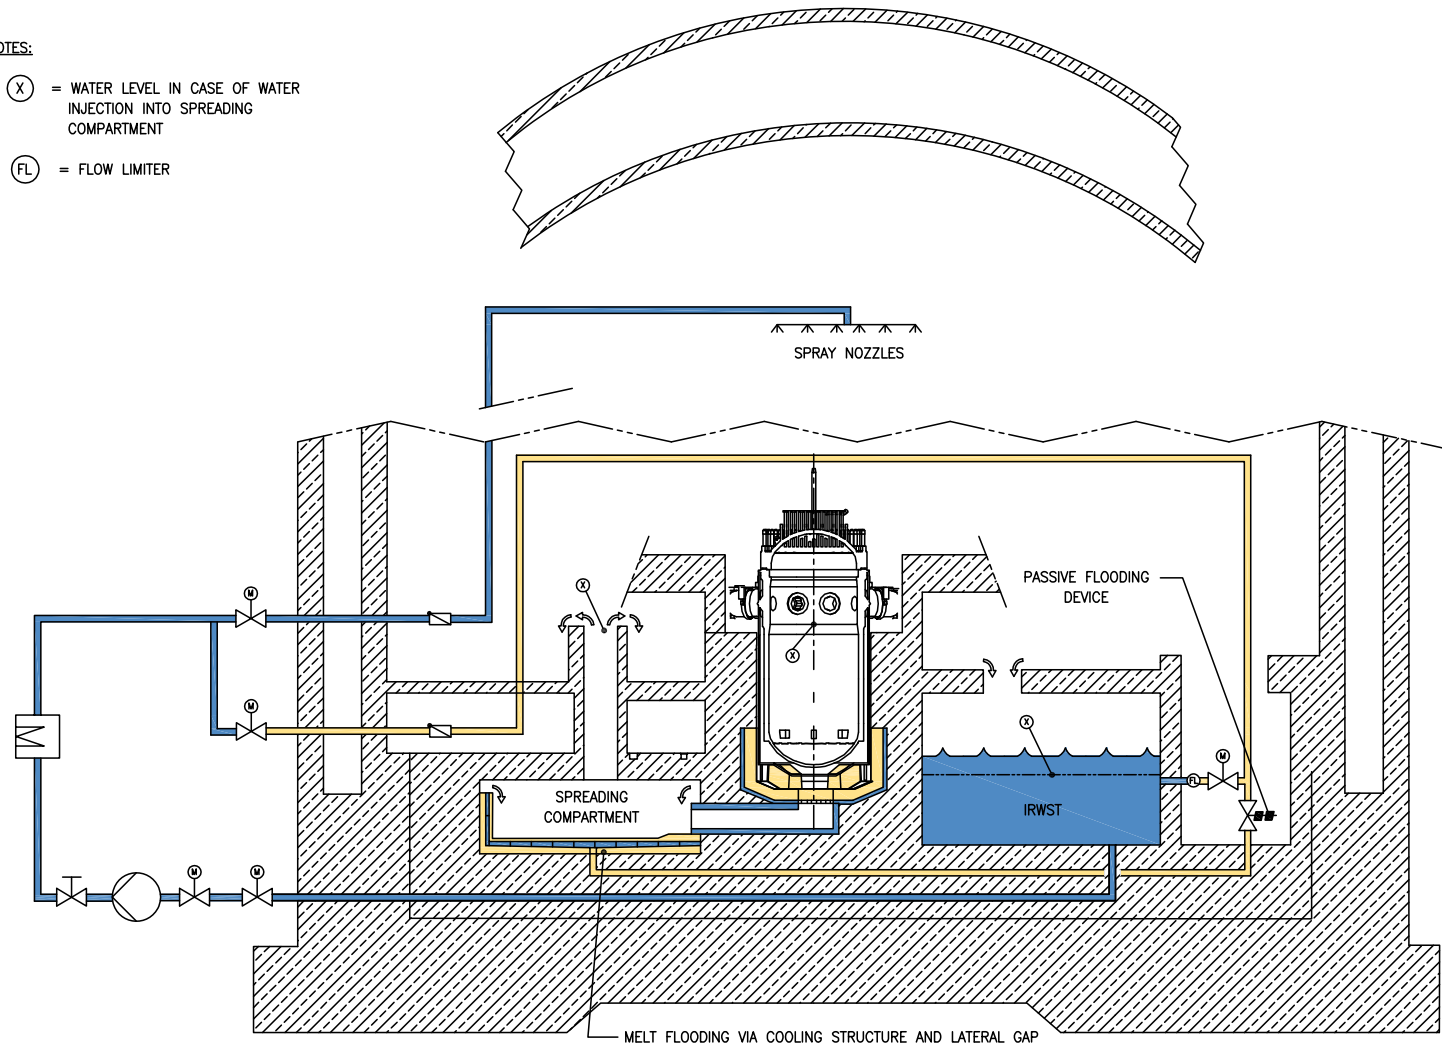 OTES:
X = WATER LEVEL IN CASE OF WATER
INJECTION INTO SPREADING
COMPARTMENT
FL = FLOW LIMITER
SPRAY NOZZLES
M
X
PASSIVE FLOODING
DEVICE
X
M
X
M
SPREADING
COMPARTMENT
FL
IRWST
M
M
MELT FLOODING VIA COOLING STRUCTURE AND LATERAL GAP